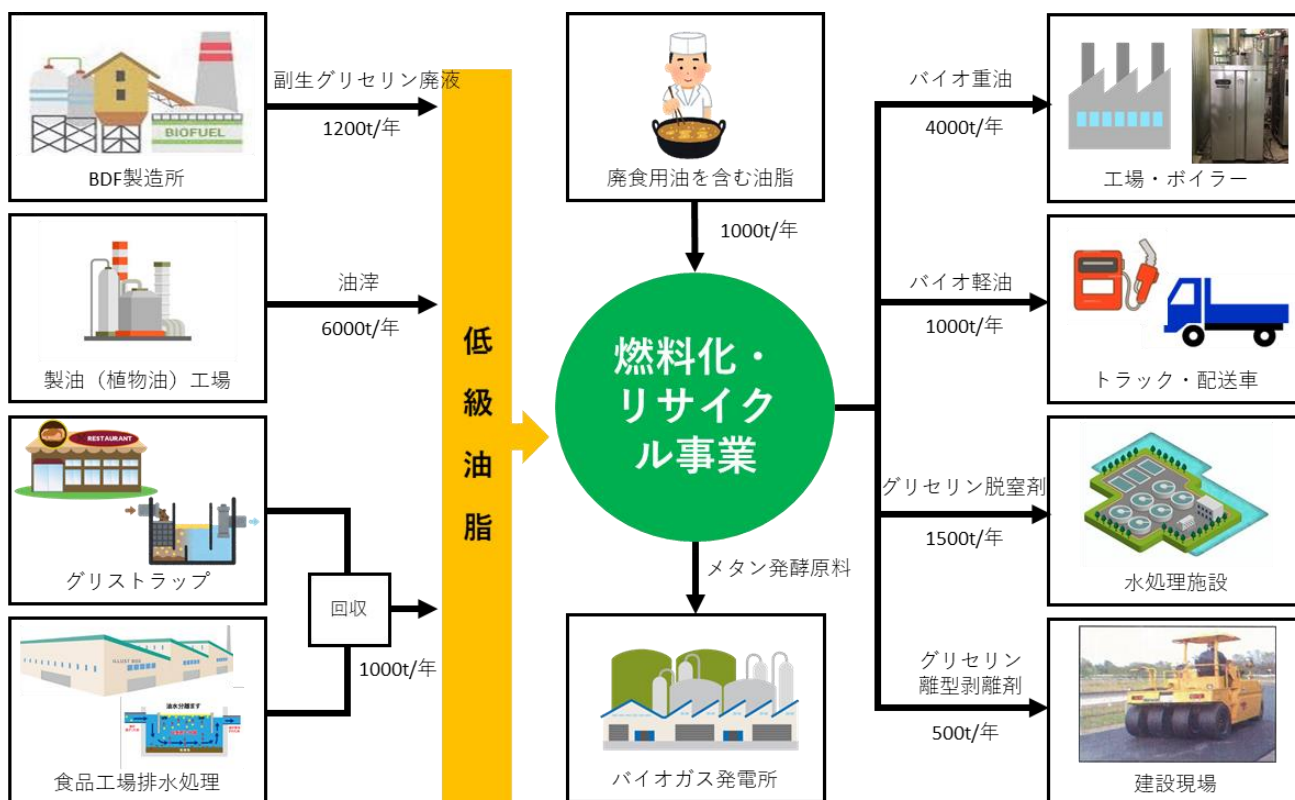 BIOFUEL
BDF製造所
副生グリセリン廃液
1200t/年
製油（植物油）工場
油滓
6000t/年
RESTAURANT
グリストラップ
油水分離ます
食品工場排水処理
回収
1000t/年
低級油脂
廃食用油を含む油脂
1000t/年
燃料化・
リサイク
ル事業
メタン発酵原料
バイオガス発電所
バイオ重油
4000t/年
工場・ボイラー
バイオ軽油
1000t/年
トラック・配送車
グリセリン脱窒剤
1500t/年
水処理施設
グリセリン
離型剥離剤
500t/年
建設現場